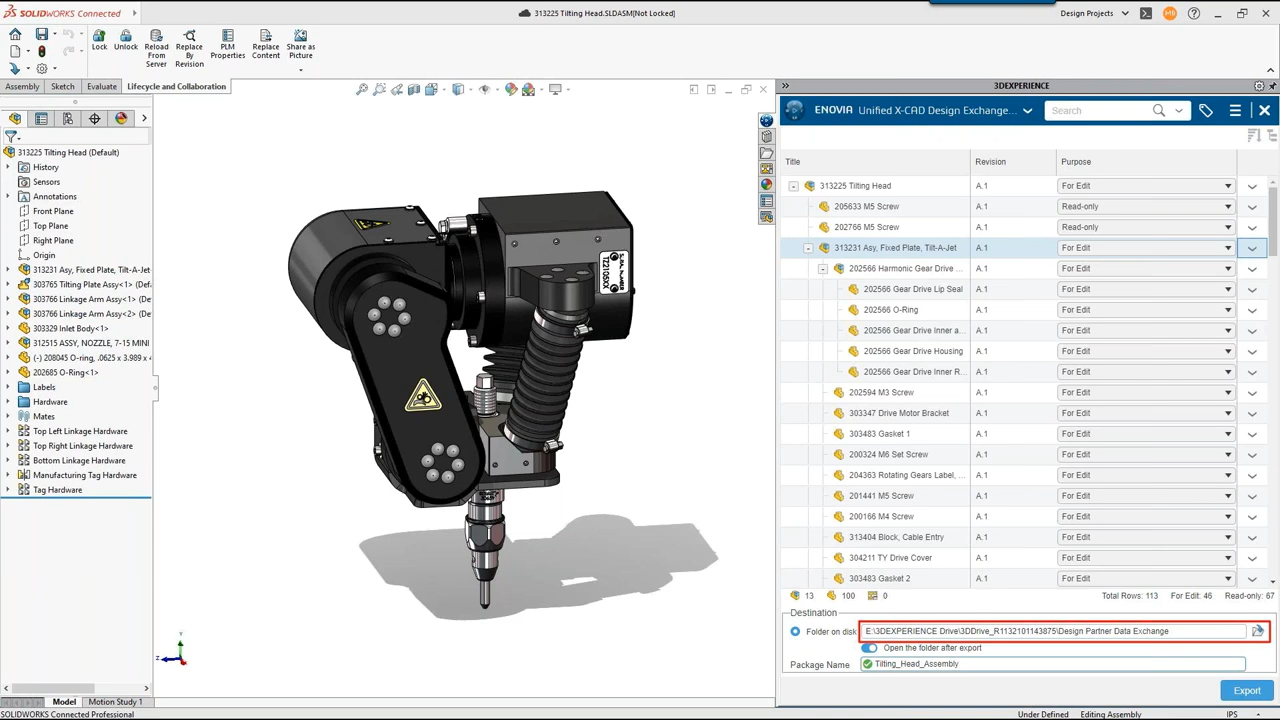 SOLIDWORKS Connected
313225 Tilting Head.SLDASM[Not Locked]
Design Projects
MB
Lock
Unlock
Reload From Server
Replace By Revision
PLM Properties
Replace Content
Share as Picture
Assembly
Sketch
Evaluate
Lifecycle and Collaboration
3DEXPERIENCE
313225 Tilting Head (Default)
History
Sensors
Annotations
Front Plane
Top Plane
Right Plane
Origin
313231 Asy, Fixed Plate, Tilt-A-Jet
303765 Tilting Plate Assy<1> (Defau
303766 Linkage Arm Assy<1> (Defa
303766 Linkage Arm Assy<2> (Defa
303329 Inlet Body<1>
312515 ASSY, NOZZLE, 7-15 MINI
(-) 208045 O-ring, .0625 x 3.989 x
202685 O-Ring<1>
Labels
Hardware
Mates
Top Left Linkage Hardware
Top Right Linkage Hardware
Bottom Linkage Hardware
Manufacturing Tag Hardware
Tag Hardware
Y
Z
Model
Motion Study 1
SOLIDWORKS Connected Professional
ENOVIA Unified X-CAD Design Exchange...
Search
Title Revision Purpose
313225 Tilting Head A.1 For Edit
205633 M5 Screw A.1 Read-only
202766 M5 Screw A.1 Read-only
313231 Asy, Fixed Plate, Tilt-A-Jet A.1 For Edit
202566 Harmonic Gear Drive ... A.1 For Edit
202566 Gear Drive Lip Seal A.1 For Edit
202566 O-Ring A.1 For Edit
202566 Gear Drive Inner a... A.1 For Edit
202566 Gear Drive Housing A.1 For Edit
202566 Gear Drive Inner R... A.1 For Edit
202594 M3 Screw A.1 For Edit
303347 Drive Motor Bracket A.1 For Edit
303483 Gasket 1 A.1 For Edit
200324 M6 Set Screw A.1 For Edit
204363 Rotating Gears Label, ... A.1 For Edit
201441 M5 Screw A.1 For Edit
200166 M4 Screw A.1 For Edit
313404 Block, Cable Entry A.1 For Edit
304211 TY Drive Cover A.1 For Edit
303483 Gasket 2 A.1 For Edit
13 100 0 Total Rows: 113 For Edit: 46 Read-only: 67
Destination
Folder on disk E:\3DEXPERIENCE Drive\3DDrive_R1132101143875\Design Partner Data Exchange
Open the folder after export
Package Name Tilting_Head_Assembly
Export
Under Defined Editing Assembly IPS